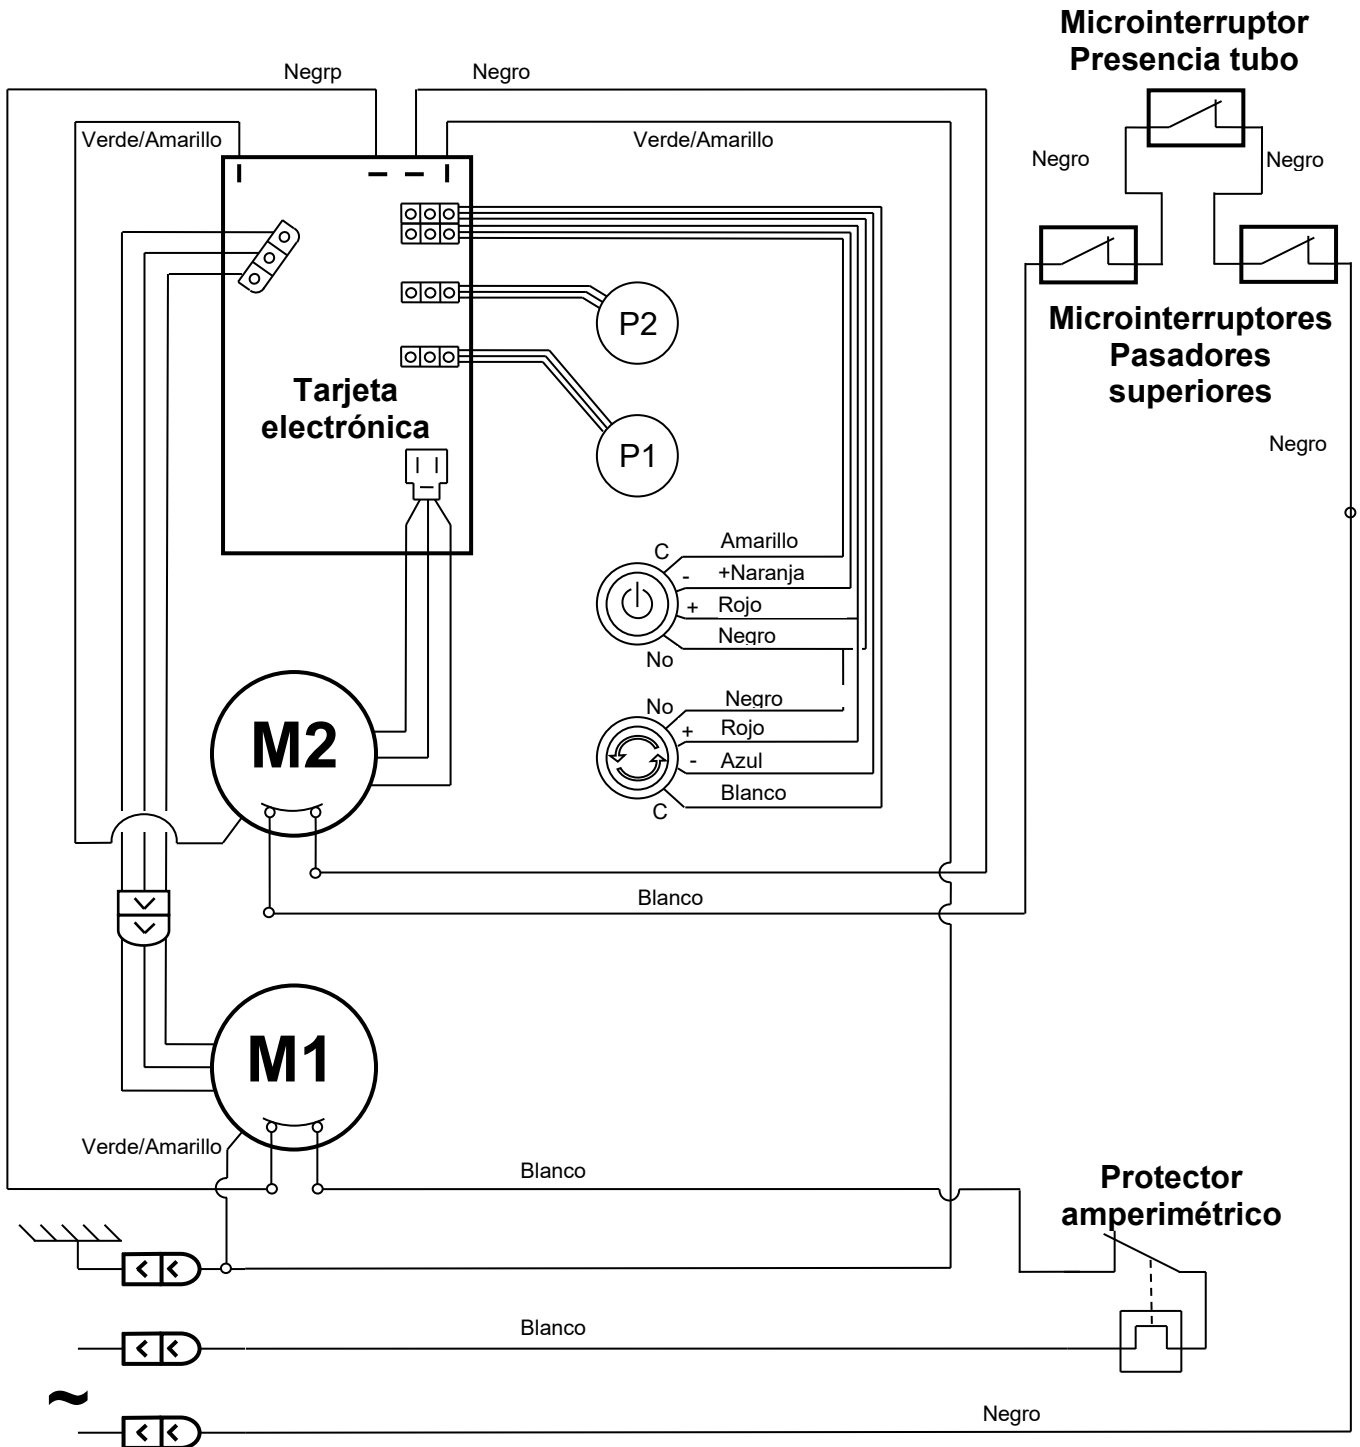 Microinterruptor
Presencia tubo
Negrp
Negro
Verde/Amarillo
Verde/Amarillo
Negro
Negro
P2
Microinterruptores
Pasadores
superiores
Tarjeta
electrónica
P1
Negro
C
Amarillo
- +Naranja
+ Rojo
Negro
No
No
Negro
+ Rojo
- Azul
Blanco
C
M2
Blanco
M1
Verde/Amarillo
Blanco
Protector
amperimétrico
Blanco
~
Negro